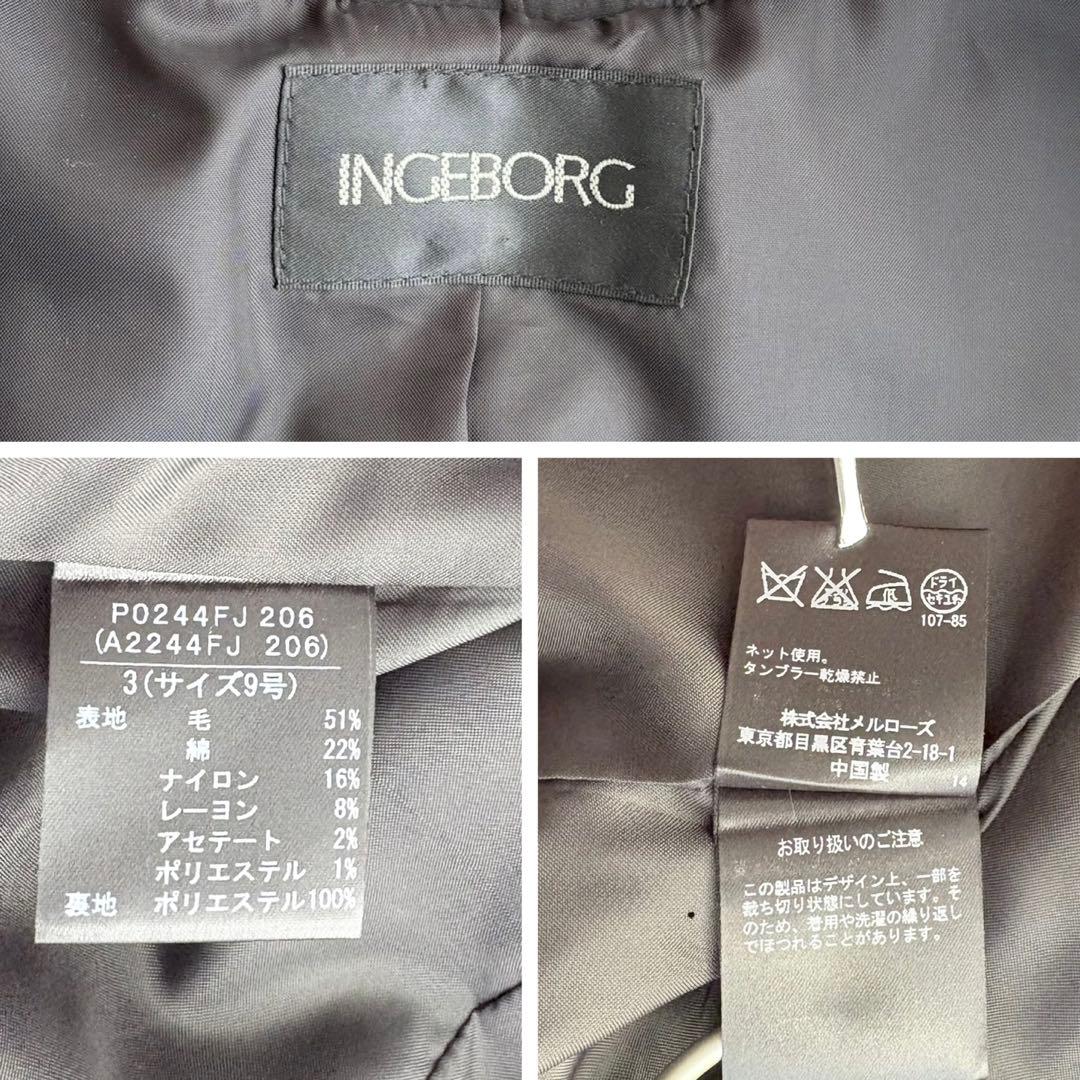 INGEBORG
P0244FJ 206
(A2244FJ 206)
3(サイズ9号)
表地 毛 51%
綿 22%
ナイロン 16%
レーヨン 8%
アセテート 2%
ポリエステル 1%
裏地 ポリエステル100%
ドライ
セキユ系
107-85
ネット使用。
タンブラー乾燥禁止
株式会社メルローズ
東京都目黒区青葉台2-18-1
中国製
14
お取り扱いのご注意
この製品はデザイン上、一部を
裁ち切り状態にしています。そ
のため、着用や洗濯の繰り返し
でほつれることがあります。